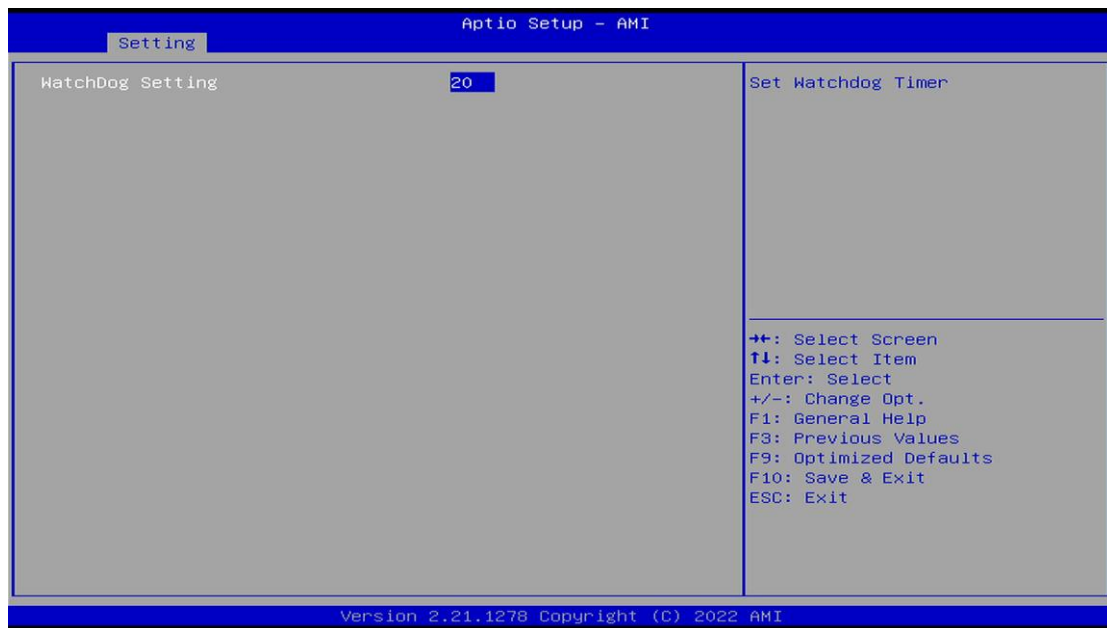 Aptio Setup – AMI
Setting
WatchDog Setting 20
Set Watchdog Timer
→←: Select Screen
↑↓: Select Item
Enter: Select
+/-: Change Opt.
F1: General Help
F3: Previous Values
F9: Optimized Defaults
F10: Save & Exit
ESC: Exit
Version 2.21.1278 Copyright (C) 2022 AMI